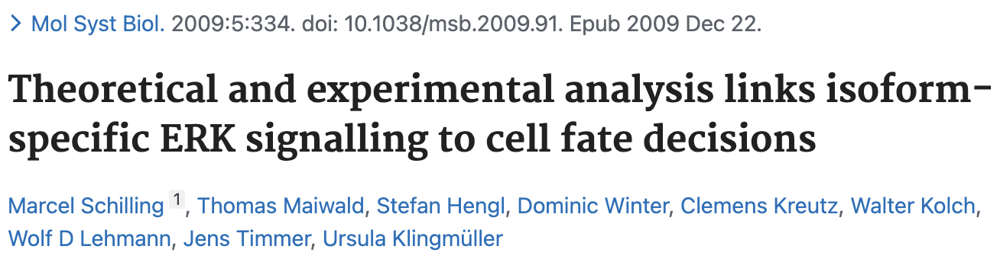 > Mol Syst Biol. 2009:5:334. doi: 10.1038/msb.2009.91. Epub 2009 Dec 22.
Theoretical and experimental analysis links isoform-
specific ERK signalling to cell fate decisions
Marcel Schilling 1, Thomas Maiwald, Stefan Hengl, Dominic Winter, Clemens Kreutz, Walter Kolch,
Wolf D Lehmann, Jens Timmer, Ursula Klingmüller